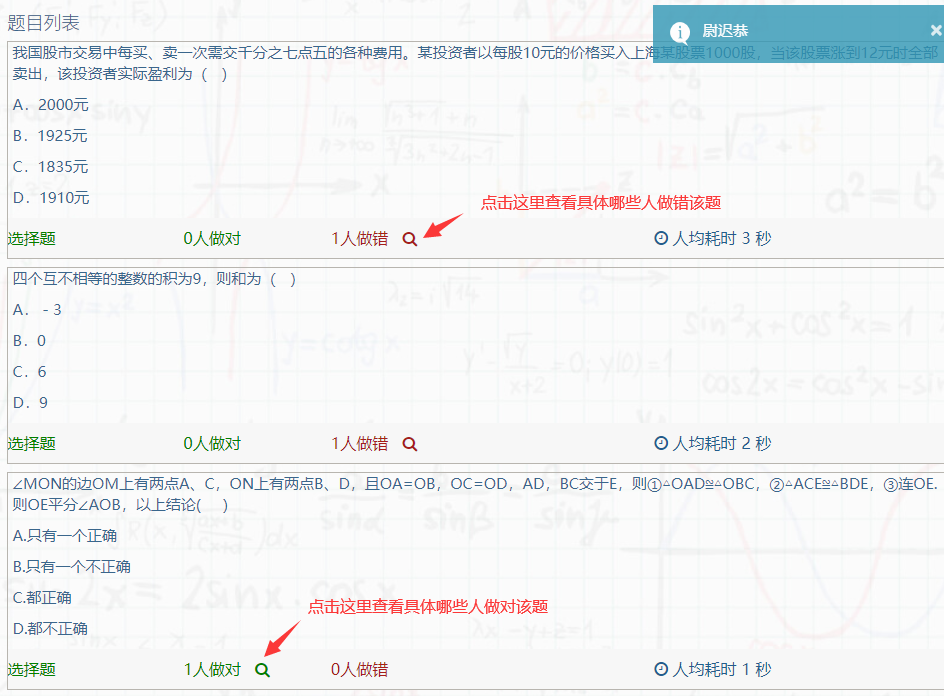 题目列表
尉迟恭
我国股市交易中每买、卖一次需交千分之七点五的各种费用。某投资者以每股10元的价格买入上海某股票1000股，当该股票涨到12元时全部
卖出，该投资者实际盈利为（　）
A．2000元
B．1925元
C．1835元
D．1910元
点击这里查看具体哪些人做错该题
选择题 0人做对 1人做错 人均耗时 3 秒
四个互不相等的整数的积为9，则和为（　）
A．－3
B．0
C．6
D．9
选择题 0人做对 1人做错 人均耗时 2 秒
∠MON的边OM上有两点A、C，ON上有两点B、D，且OA=OB，OC=OD，AD，BC交于E，则①△OAD≌△OBC，②△ACE≌△BDE，③连OE.
则OE平分∠AOB，以上结论(　)
A.只有一个正确
B.只有一个不正确
C.都正确
D.都不正确
点击这里查看具体哪些人做对该题
选择题 1人做对 0人做错 人均耗时 1 秒